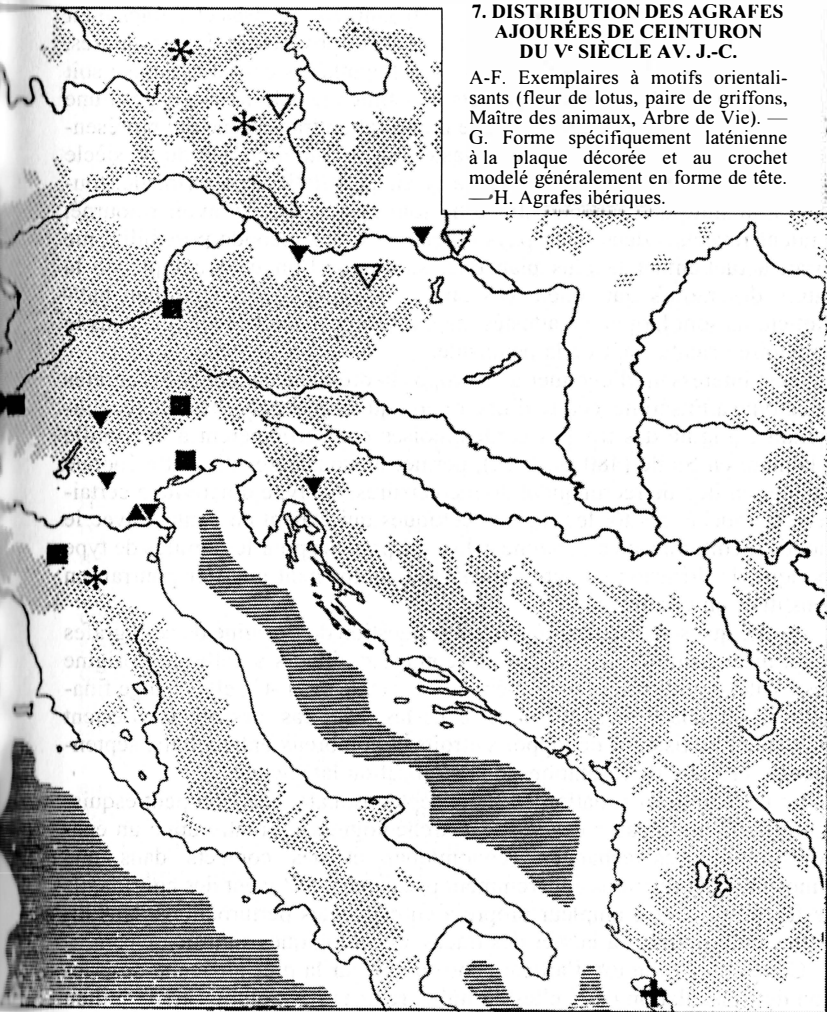 7. DISTRIBUTION DES AGRAFES
AJOURÉES DE CEINTURON
DU Vᵉ SIÈCLE AV. J.-C.
A-F. Exemplaires à motifs orientali-
sants (fleur de lotus, paire de griffons,
Maître des animaux, Arbre de Vie). —
G. Forme spécifiquement laténienne
à la plaque décorée et au crochet
modelé généralement en forme de tête.
— H. Agrafes ibériques.